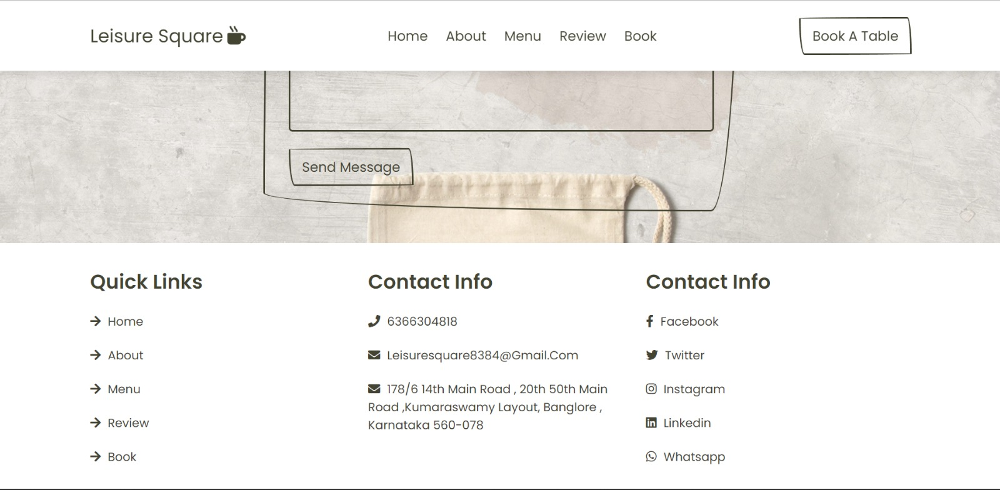 Leisure Square
Home About Menu Review Book
Book A Table
Send Message
Quick Links
Home
About
Menu
Review
Book
Contact Info
6366304818
Leisuresquare8384@Gmail.Com
178/6 14th Main Road , 20th 50th Main
Road ,Kumaraswamy Layout, Banglore ,
Karnataka 560-078
Contact Info
Facebook
Twitter
Instagram
Linkedin
Whatsapp